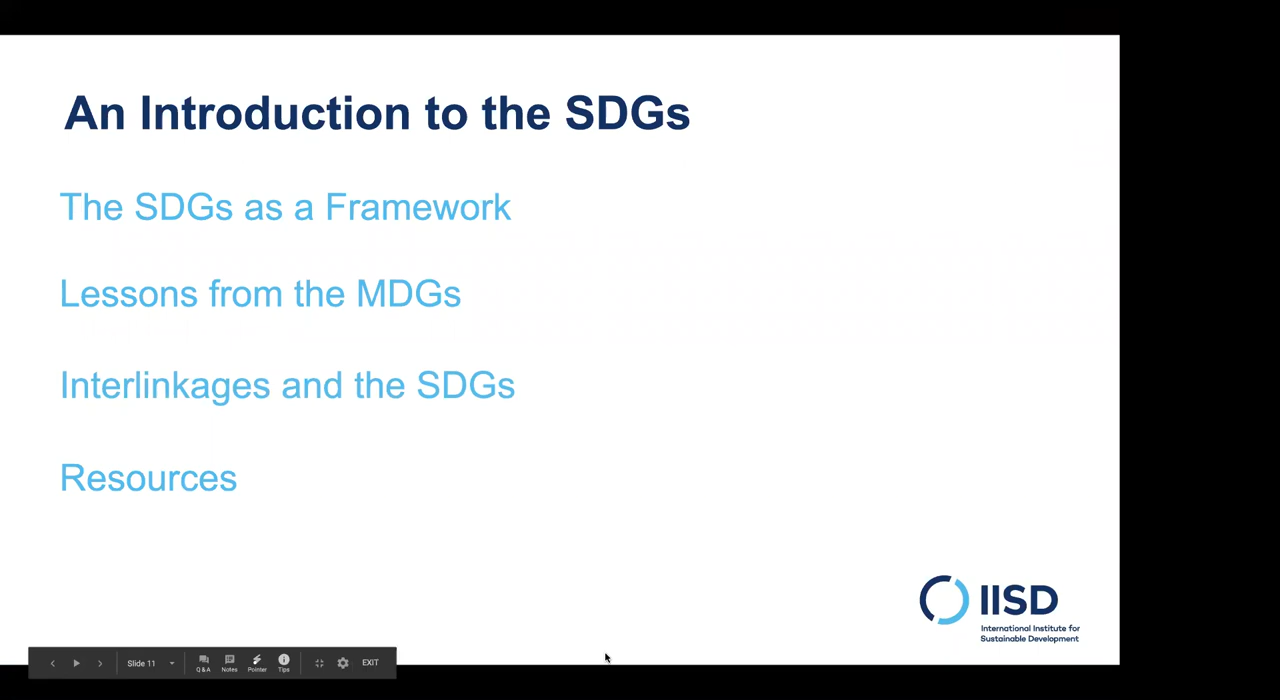 An Introduction to the SDGs
The SDGs as a Framework
Lessons from the MDGs
Interlinkages and the SDGs
Resources
IISD
International Institute for
Sustainable Development
Slide 11
Q&A
Notes
Pointer
Tips
EXIT